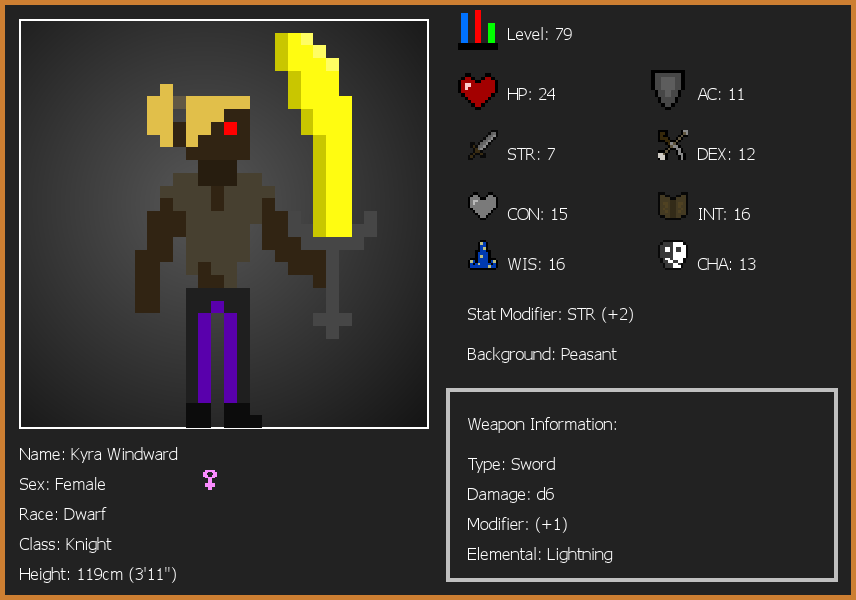 Level: 79
HP: 24
AC: 11
STR: 7
DEX: 12
CON: 15
INT: 16
WIS: 16
CHA: 13
Stat Modifier: STR (+2)
Background: Peasant
Weapon Information:
Type: Sword
Damage: d6
Modifier: (+1)
Elemental: Lightning
Name: Kyra Windward
Sex: Female
Race: Dwarf
Class: Knight
Height: 119cm (3'11")